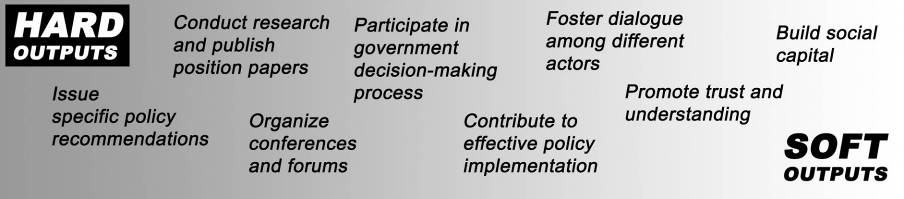 HARD
OUTPUTS
Conduct research
and publish
position papers
Participate in
government
decision-making
process
Foster dialogue
among different
actors
Build social
capital
Issue
specific policy
recommendations
Organize
conferences
and forums
Contribute to
effective policy
implementation
Promote trust and
understanding
SOFT
OUTPUTS